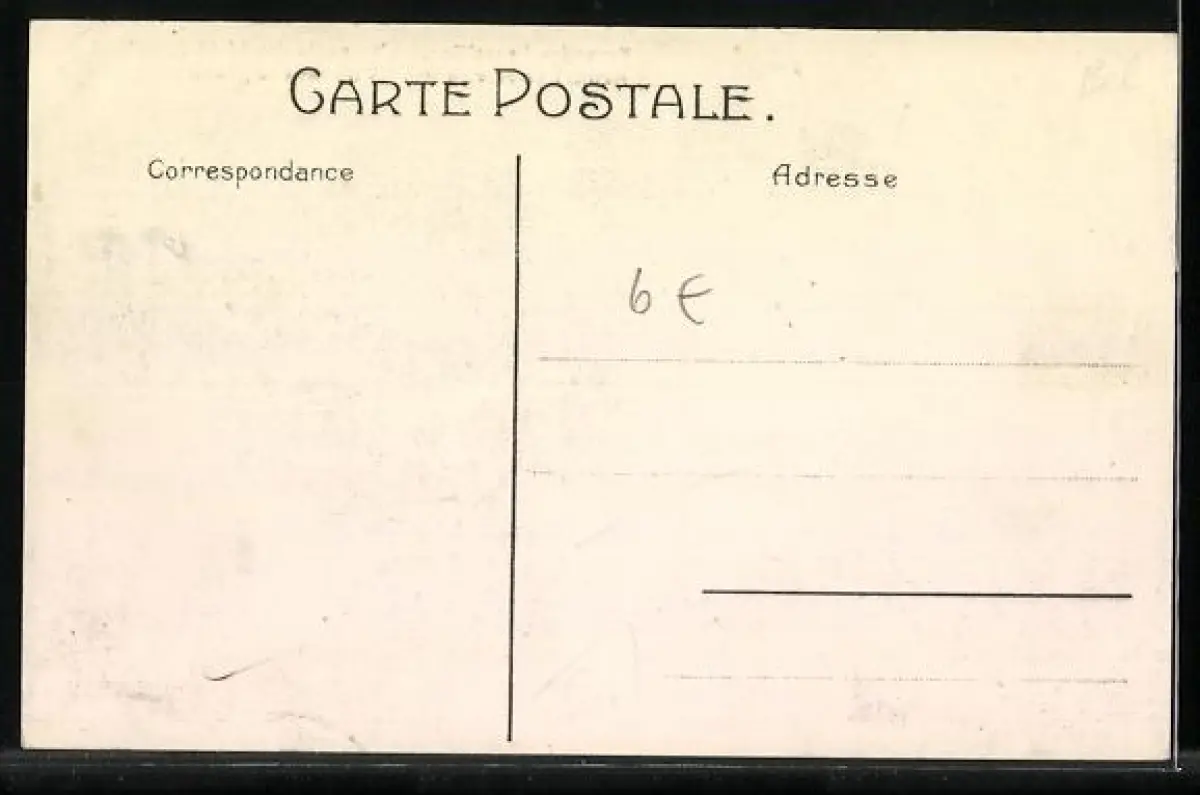 CARTE POSTALE.
Correspondance
Adresse
6 €